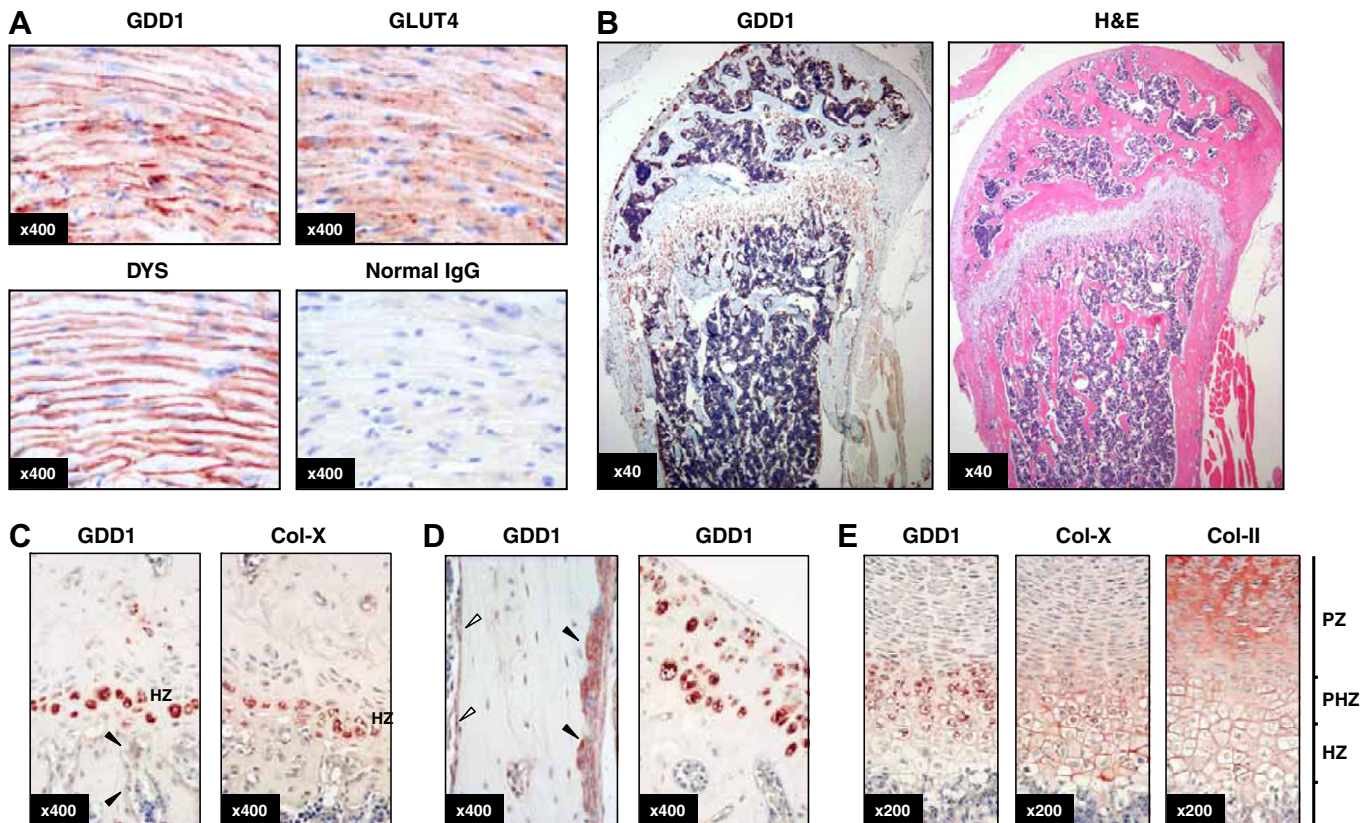 A
GDD1
GLUT4
x400
x400
DYS
Normal IgG
x400
x400
B
GDD1
H&E
x40
x40
C
GDD1
Col-X
HZ
HZ
x400
x400
D
GDD1
GDD1
x400
x400
E
GDD1
Col-X
Col-II
PZ
PHZ
HZ
x200
x200
x200